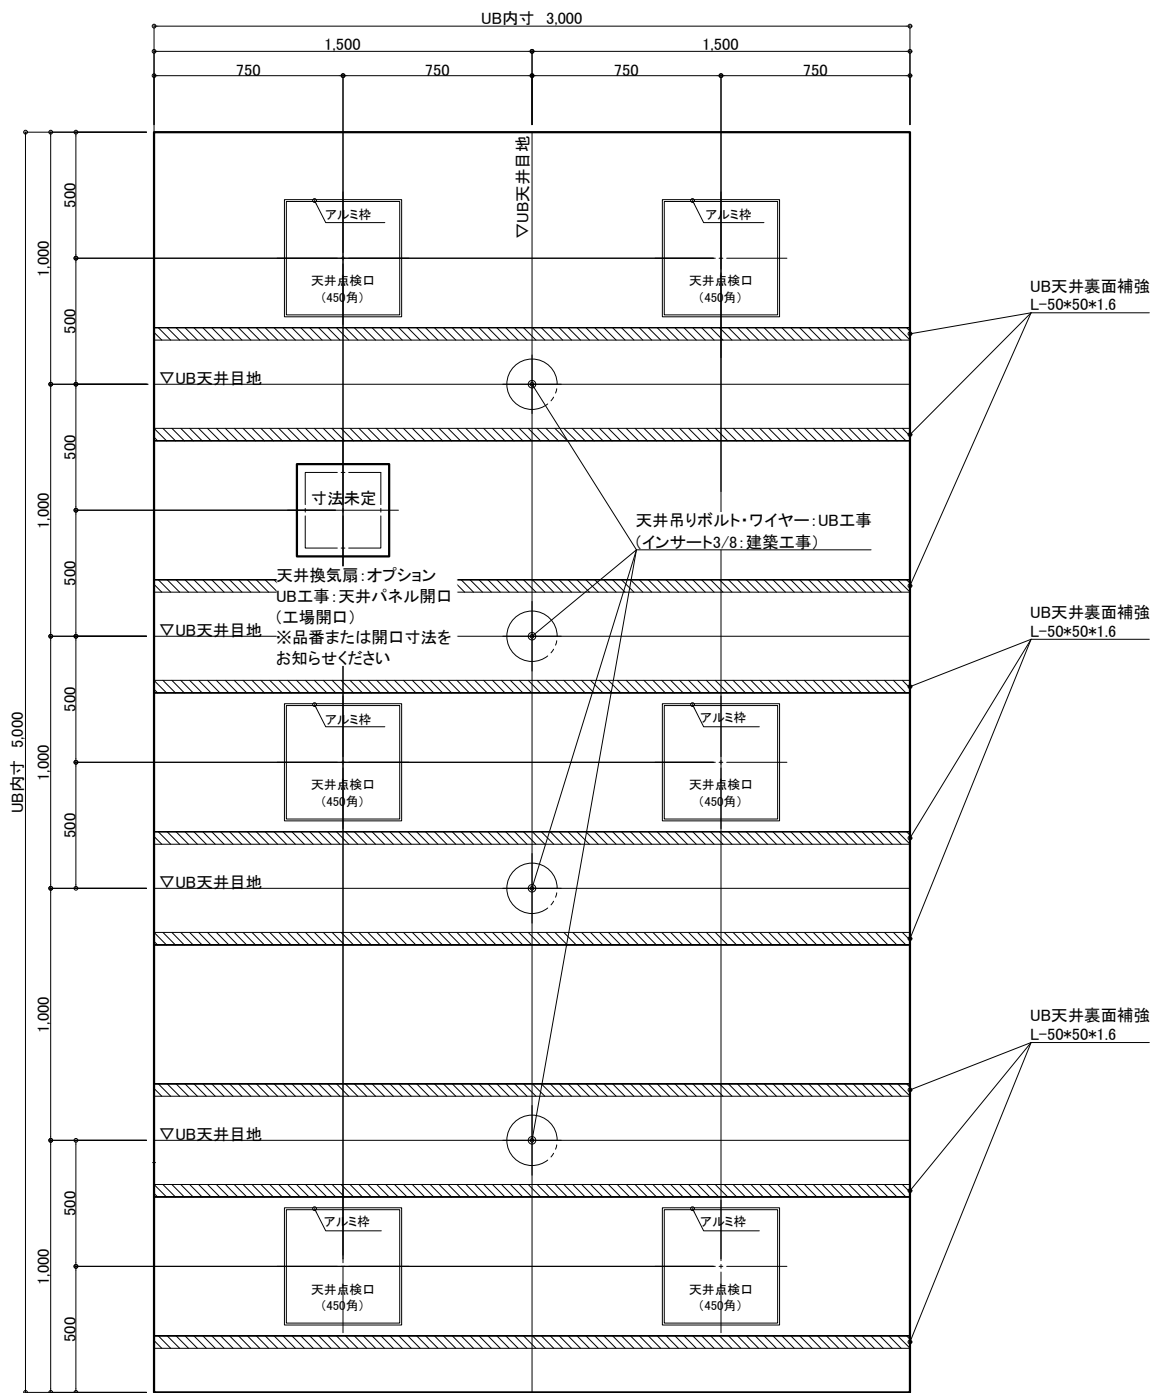 UB内寸 3,000
1,500
1,500
750
750
750
750
▽UB天井目地
UB内寸 5,000
1,000
1,000
1,000
1,000
1,000
500
500
500
500
500
500
500
500
アルミ枠
天井点検口
(450角)
アルミ枠
天井点検口
(450角)
UB天井裏面補強
L-50*50*1.6
▽UB天井目地
寸法未定
天井吊りボルト・ワイヤー:UB工事
(インサート3/8:建築工事)
天井換気扇:オプション
UB工事:天井パネル開口
(工場開口)
※品番または開口寸法を
お知らせください
▽UB天井目地
UB天井裏面補強
L-50*50*1.6
アルミ枠
天井点検口
(450角)
アルミ枠
天井点検口
(450角)
▽UB天井目地
UB天井裏面補強
L-50*50*1.6
▽UB天井目地
アルミ枠
天井点検口
(450角)
アルミ枠
天井点検口
(450角)